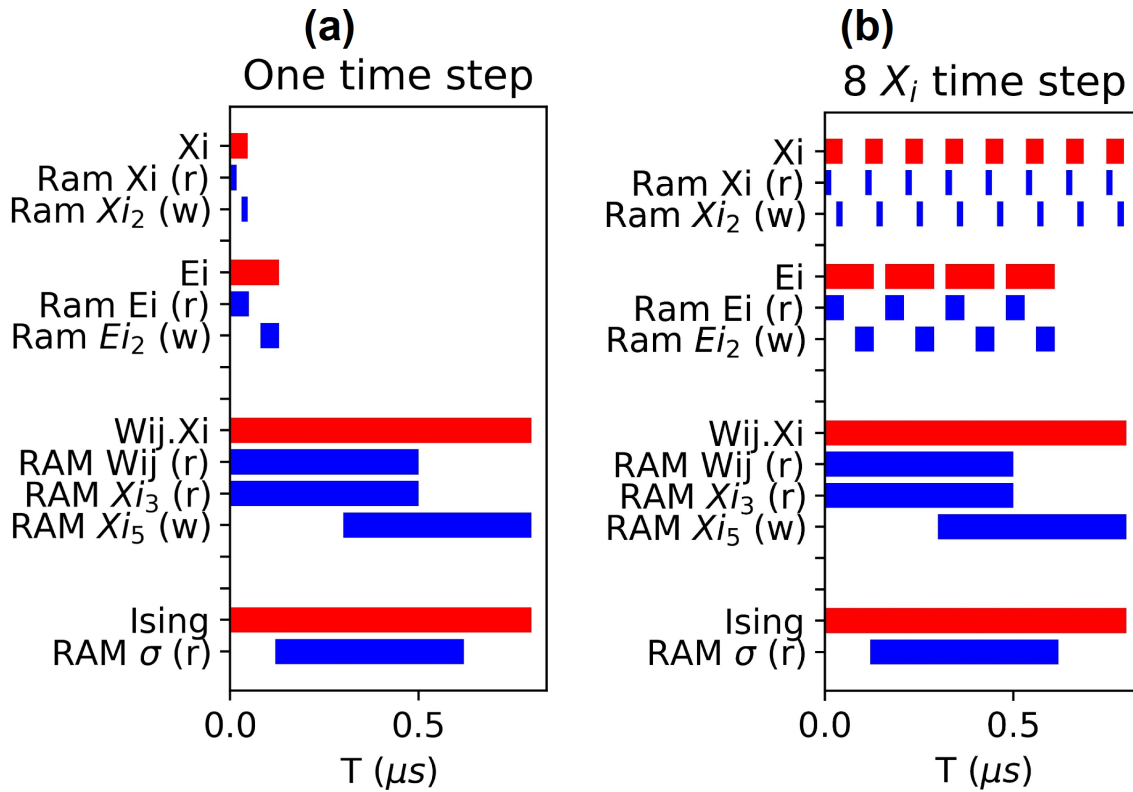 (a)
One time step
Xi
Ram Xi (r)
Ram Xi₂ (w)
Ei
Ram Ei (r)
Ram Ei₂ (w)
Wij.Xi
RAM Wij (r)
RAM Xi₃ (r)
RAM Xi₅ (w)
Ising
RAM σ (r)
0.0 0.5
T (μs)
(b)
8 Xᵢ time step
Xi
Ram Xi (r)
Ram Xi₂ (w)
Ei
Ram Ei (r)
Ram Ei₂ (w)
Wij.Xi
RAM Wij (r)
RAM Xi₃ (r)
RAM Xi₅ (w)
Ising
RAM σ (r)
0.0 0.5
T (μs)